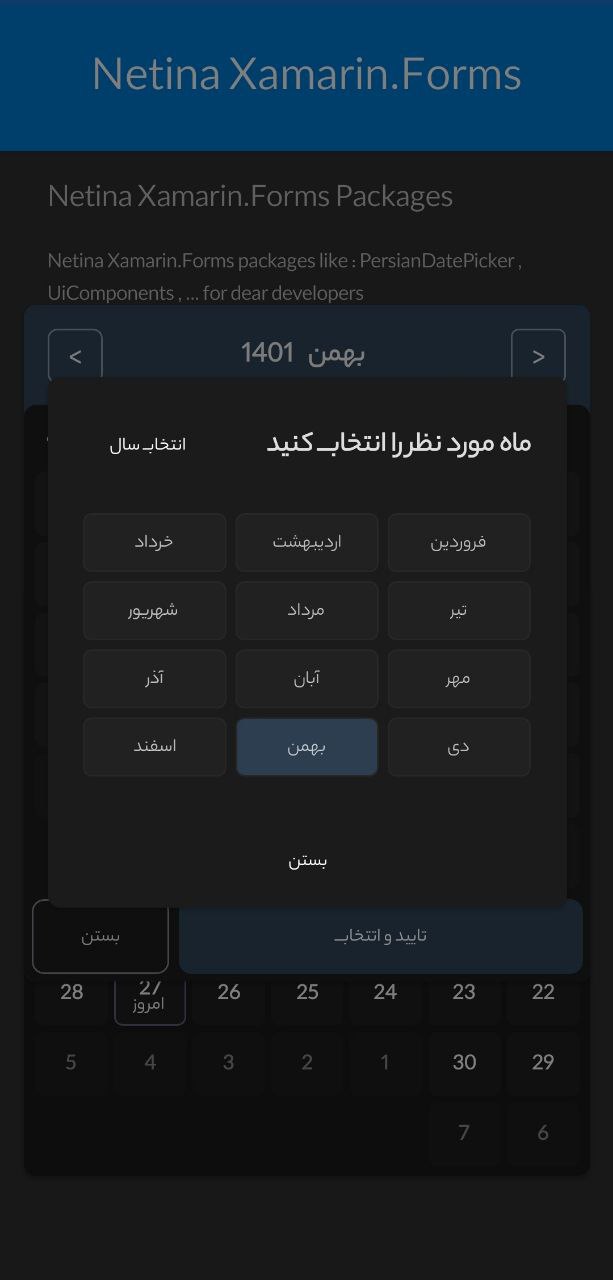 Netina Xamarin.Forms
Netina Xamarin.Forms Packages
Netina Xamarin.Forms packages like : PersianDatePicker ,
UiComponents , ... for dear developers
< بهمن 1401 >
ماه مورد نظر را انتخاب کنید انتخاب سال
فروردین اردیبهشت خرداد
تیر مرداد شهریور
مهر آبان آذر
دی بهمن اسفند
بستن
تایید و انتخاب بستن
22 23 24 25 26 27 28
امروز
29 30 1 2 3 4 5
6 7